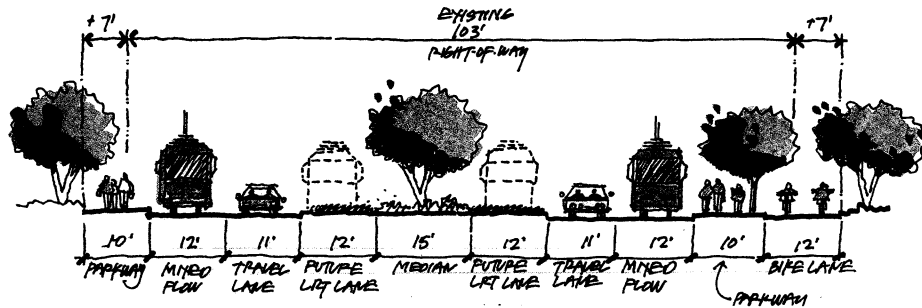 +7'
EXISTING
103'
RIGHT-OF-WAY
+7'
10'
12'
11'
12'
15'
12'
11'
12'
10'
12'
PARKWAY
MIXED
FLOW
TRAVEL
LANE
FUTURE
LRT LANE
MEDIAN
FUTURE
LRT LANE
TRAVEL
LANE
MIXED
FLOW
PARKWAY
BIKE LANE